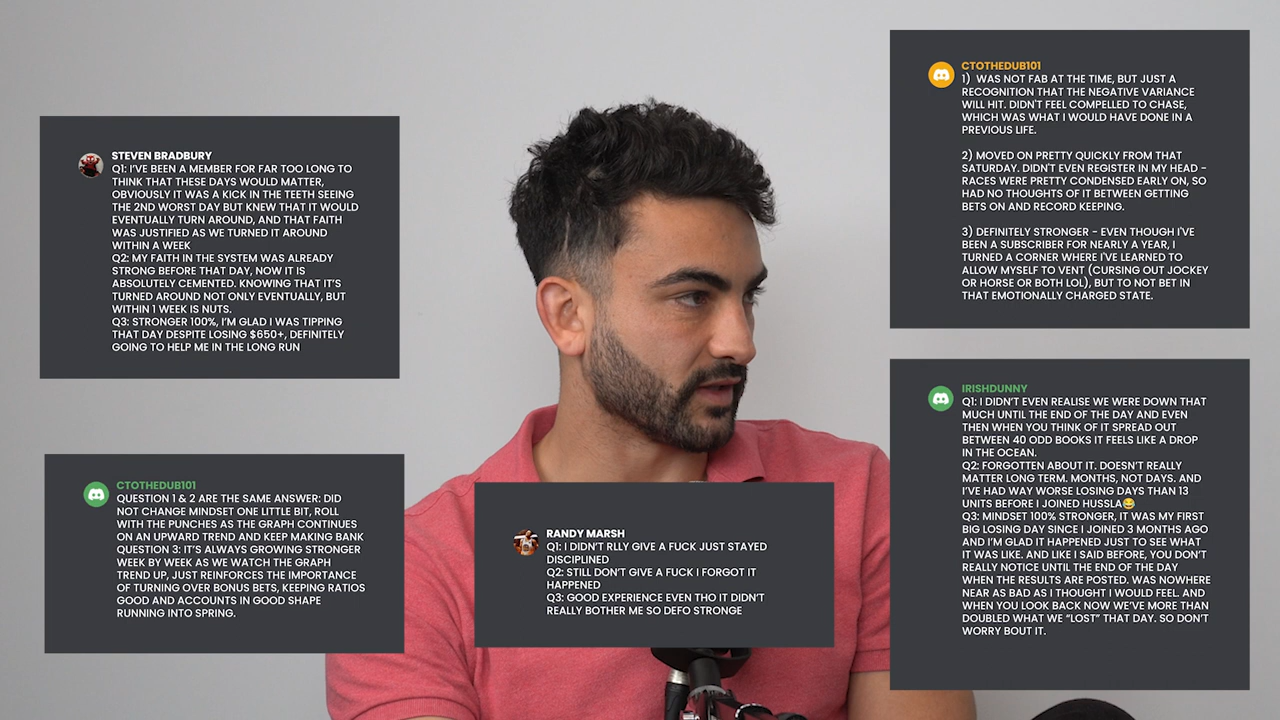 STEVEN BRADBURY
Q1: I'VE BEEN A MEMBER FOR FAR TOO LONG TO
THINK THAT THESE DAYS WOULD MATTER,
OBVIOUSLY IT WAS A KICK IN THE TEETH SEEING
THE 2ND WORST DAY BUT KNEW THAT IT WOULD
EVENTUALLY TURN AROUND, AND THAT FAITH
WAS JUSTIFIED AS WE TURNED IT AROUND
WITHIN A WEEK
Q2: MY FAITH IN THE SYSTEM WAS ALREADY
STRONG BEFORE THAT DAY, NOW IT IS
ABSOLUTELY CEMENTED. KNOWING THAT IT'S
TURNED AROUND NOT ONLY EVENTUALLY, BUT
WITHIN 1 WEEK IS NUTS.
Q3: STRONGER 100%, I'M GLAD I WAS TIPPING
THAT DAY DESPITE LOSING $650+, DEFINITELY
GOING TO HELP ME IN THE LONG RUN
CTOTHEDUB101
QUESTION 1 & 2 ARE THE SAME ANSWER: DID
NOT CHANGE MINDSET ONE LITTLE BIT, ROLL
WITH THE PUNCHES AS THE GRAPH CONTINUES
ON AN UPWARD TREND AND KEEP MAKING BANK
QUESTION 3: IT'S ALWAYS GROWING STRONGER
WEEK BY WEEK AS WE WATCH THE GRAPH
TREND UP, JUST REINFORCES THE IMPORTANCE
OF TURNING OVER BONUS BETS, KEEPING RATIOS
GOOD AND ACCOUNTS IN GOOD SHAPE
RUNNING INTO SPRING.
RANDY MARSH
Q1: I DIDN'T RLLY GIVE A FUCK JUST STAYED
DISCIPLINED
Q2: STILL DON'T GIVE A FUCK I FORGOT IT
HAPPENED
Q3: GOOD EXPERIENCE EVEN THO IT DIDN'T
REALLY BOTHER ME SO DEFO STRONGE
CTOTHEDUB101
1) WAS NOT FAB AT THE TIME, BUT JUST A
RECOGNITION THAT THE NEGATIVE VARIANCE
WILL HIT. DIDN'T FEEL COMPELLED TO CHASE,
WHICH WAS WHAT I WOULD HAVE DONE IN A
PREVIOUS LIFE.
2) MOVED ON PRETTY QUICKLY FROM THAT
SATURDAY. DIDN'T EVEN REGISTER IN MY HEAD -
RACES WERE PRETTY CONDENSED EARLY ON, SO
HAD NO THOUGHTS OF IT BETWEEN GETTING
BETS ON AND RECORD KEEPING.
3) DEFINITELY STRONGER - EVEN THOUGH I'VE
BEEN A SUBSCRIBER FOR NEARLY A YEAR, I
TURNED A CORNER WHERE I'VE LEARNED TO
ALLOW MYSELF TO VENT (CURSING OUT JOCKEY
OR HORSE OR BOTH LOL), BUT TO NOT BET IN
THAT EMOTIONALLY CHARGED STATE.
IRISHDUNNY
Q1: I DIDN'T EVEN REALISE WE WERE DOWN THAT
MUCH UNTIL THE END OF THE DAY AND EVEN
THEN WHEN YOU THINK OF IT SPREAD OUT
BETWEEN 40 ODD BOOKS IT FEELS LIKE A DROP
IN THE OCEAN.
Q2: FORGOTTEN ABOUT IT. DOESN'T REALLY
MATTER LONG TERM. MONTHS, NOT DAYS. AND
I'VE HAD WAY WORSE LOSING DAYS THAN 13
UNITS BEFORE I JOINED HUSSLA😂
Q3: MINDSET 100% STRONGER, IT WAS MY FIRST
BIG LOSING DAY SINCE I JOINED 3 MONTHS AGO
AND I'M GLAD IT HAPPENED JUST TO SEE WHAT
IT WAS LIKE. AND LIKE I SAID BEFORE, YOU DON'T
REALLY NOTICE UNTIL THE END OF THE DAY
WHEN THE RESULTS ARE POSTED. WAS NOWHERE
NEAR AS BAD AS I THOUGHT I WOULD FEEL. AND
WHEN YOU LOOK BACK NOW WE'VE MORE THAN
DOUBLED WHAT WE "LOST" THAT DAY. SO DON'T
WORRY BOUT IT.